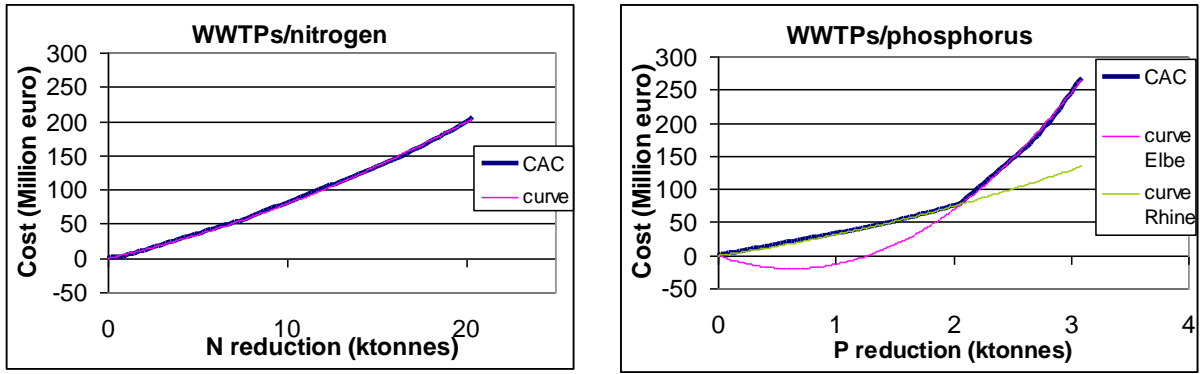 WWTPs/nitrogen
Cost (Million euro)
300
250
200
150
100
50
0
-50
0
10
20
N reduction (ktonnes)
CAC
curve
WWTPs/phosphorus
Cost (Million euro)
300
250
200
150
100
50
0
-50
0
1
2
3
4
P reduction (ktonnes)
CAC
curve
Elbe
curve
Rhine